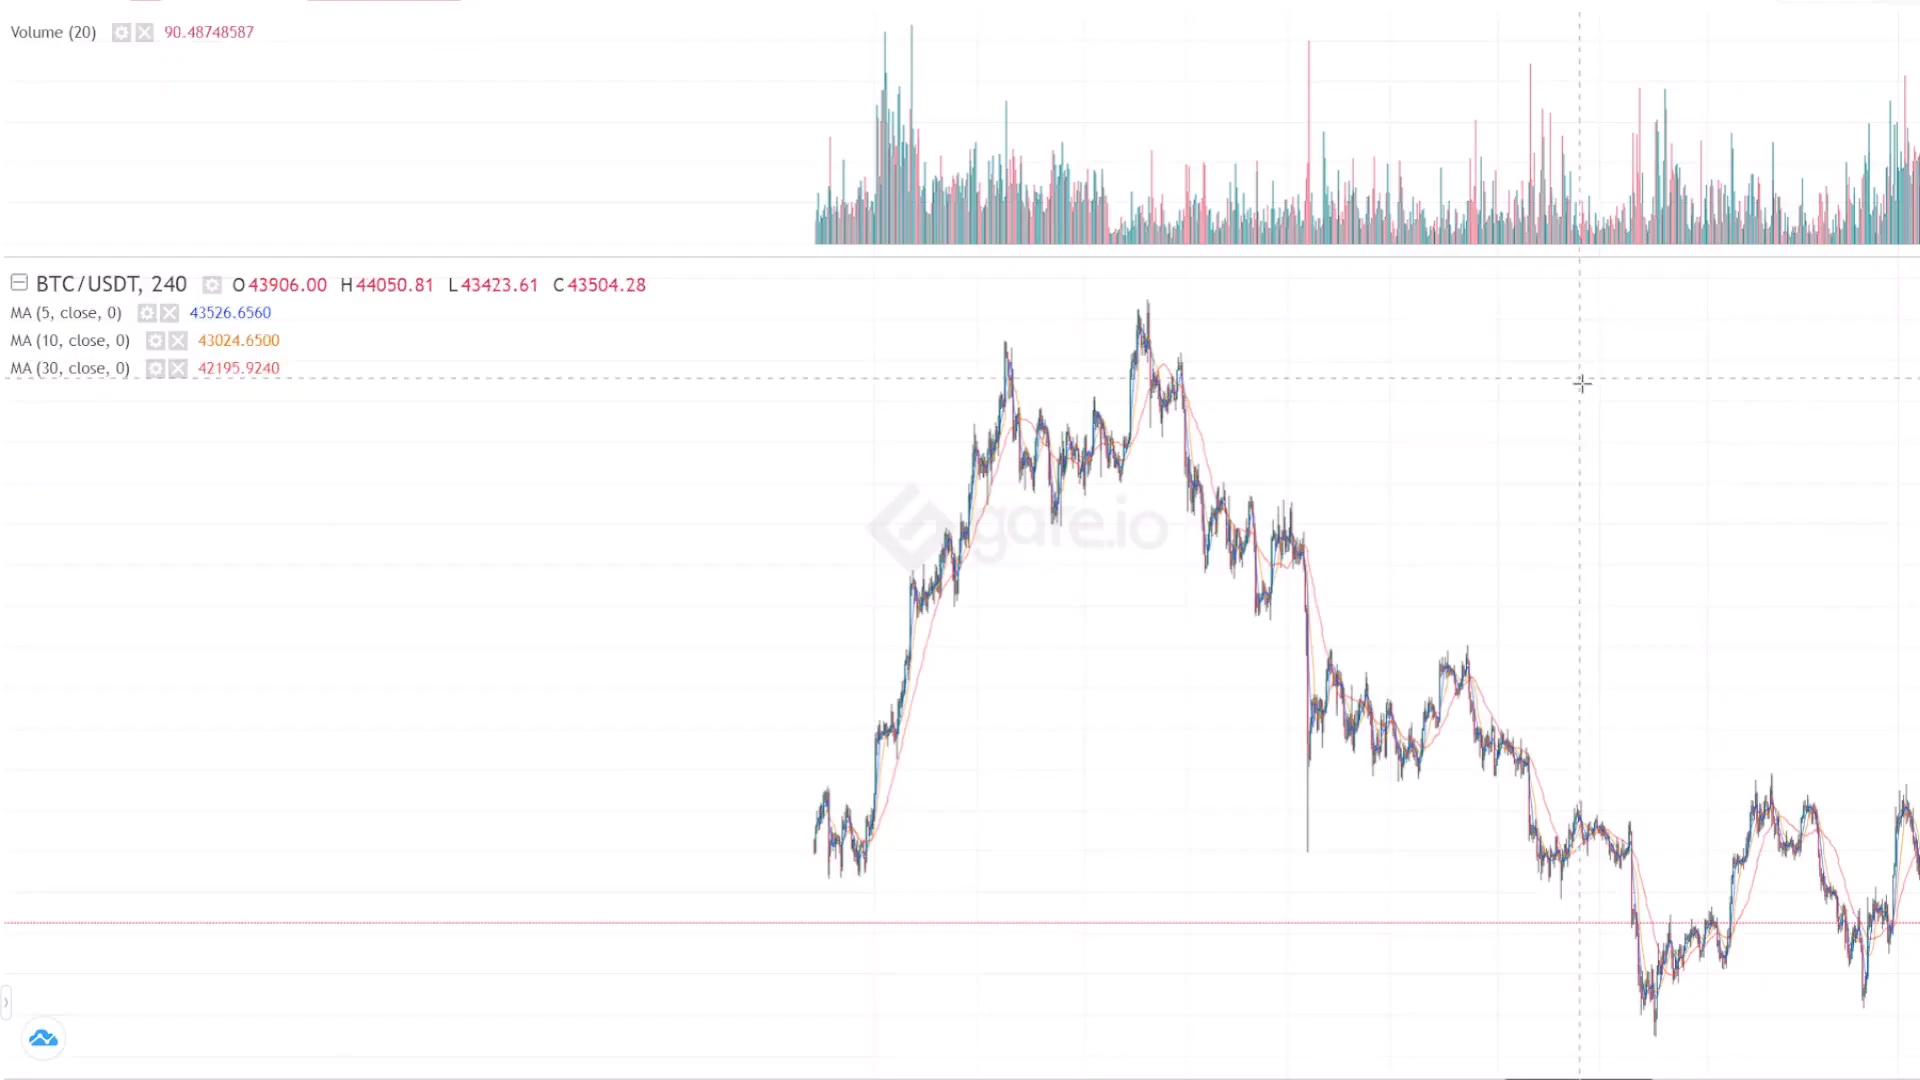 Volume (20) 90.48748587
BTC/USDT, 240 O43906.00 H44050.81 L43423.61 C43504.28
MA (5, close, 0) 43526.6560
MA (10, close, 0) 43024.6500
MA (30, close, 0) 42195.9240
gate.io